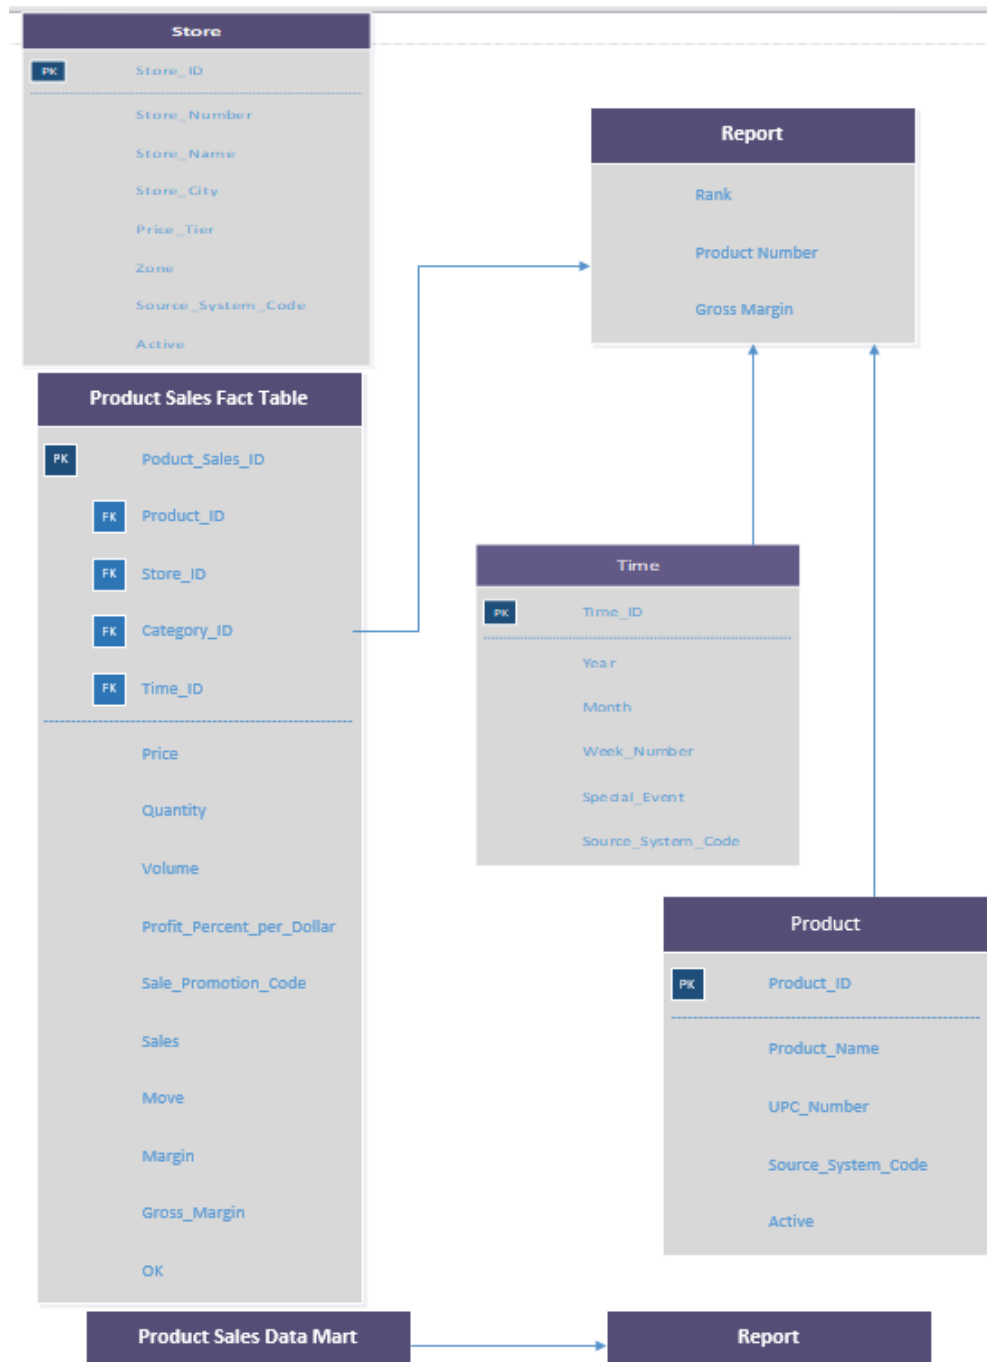 Store
PK Store_ID
Store_Number
Store_Name
Store_City
Price_Tier
Zone
Source_System_Code
Active
Report
Rank
Product Number
Gross Margin
Product Sales Fact Table
PK Poduct_Sales_ID
FK Product_ID
FK Store_ID
FK Category_ID
FK Time_ID
Price
Quantity
Volume
Profit_Percent_per_Dollar
Sale_Promotion_Code
Sales
Move
Margin
Gross_Margin
OK
Time
PK Time_ID
Year
Month
Week_Number
Special_Event
Source_System_Code
Product
PK Product_ID
Product_Name
UPC_Number
Source_System_Code
Active
Product Sales Data Mart
Report